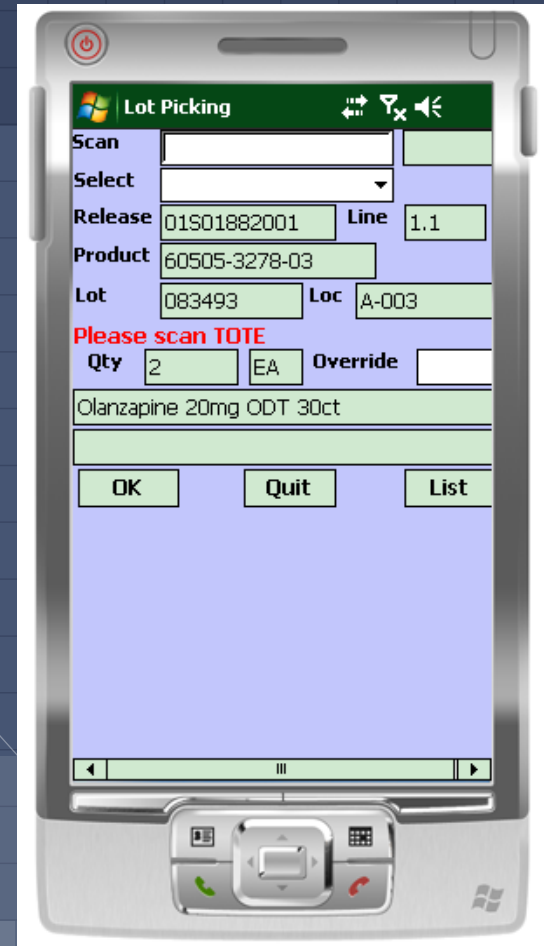 Lot Picking
Scan
Select
Release 01S01882001 Line 1.1
Product 60505-3278-03
Lot 083493 Loc A-003
Please scan TOTE
Qty 2 EA Override
Olanzapine 20mg ODT 30ct
OK Quit List